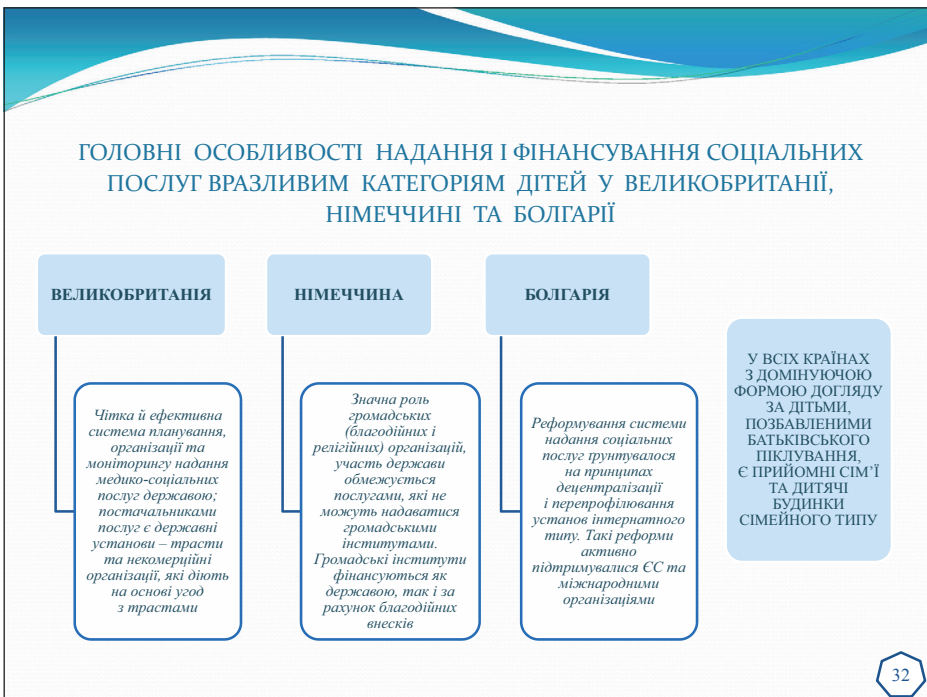 ГОЛОВНІ ОСОБЛИВОСТІ НАДАННЯ І ФІНАНСУВАННЯ СОЦІАЛЬНИХ
ПОСЛУГ ВРАЗЛИВИМ КАТЕГОРІЯМ ДІТЕЙ У ВЕЛИКОБРИТАНІЇ,
НІМЕЧЧИНІ ТА БОЛГАРІЇ
ВЕЛИКОБРИТАНІЯ
Чітка й ефективна
система планування,
організації та
моніторингу надання
медико-соціальних
послуг державою;
постачальниками
послуг є державні
установи – трасти
та некомерційні
організації, які діють
на основі угод
з трастами
НІМЕЧЧИНА
Значна роль
громадських
(благодійних і
релігійних) організацій,
участь держави
обмежується
послугами, які не
можуть надаватися
громадськими
інститутами.
Громадські інститути
фінансуються як
державою, так і за
рахунок благодійних
внесків
БОЛГАРІЯ
Реформування системи
надання соціальних
послуг ґрунтувалося
на принципах
децентралізації
і перепрофілювання
установ інтернатного
типу. Такі реформи
активно
підтримувалися ЄС та
міжнародними
організаціями
У ВСІХ КРАЇНАХ
З ДОМІНУЮЧОЮ
ФОРМОЮ ДОГЛЯДУ
ЗА ДІТЬМИ,
ПОЗБАВЛЕНИМИ
БАТЬКІВСЬКОГО
ПІКЛУВАННЯ,
Є ПРИЙОМНІ СІМ’Ї
ТА ДИТЯЧІ
БУДИНКИ
СІМЕЙНОГО ТИПУ
32